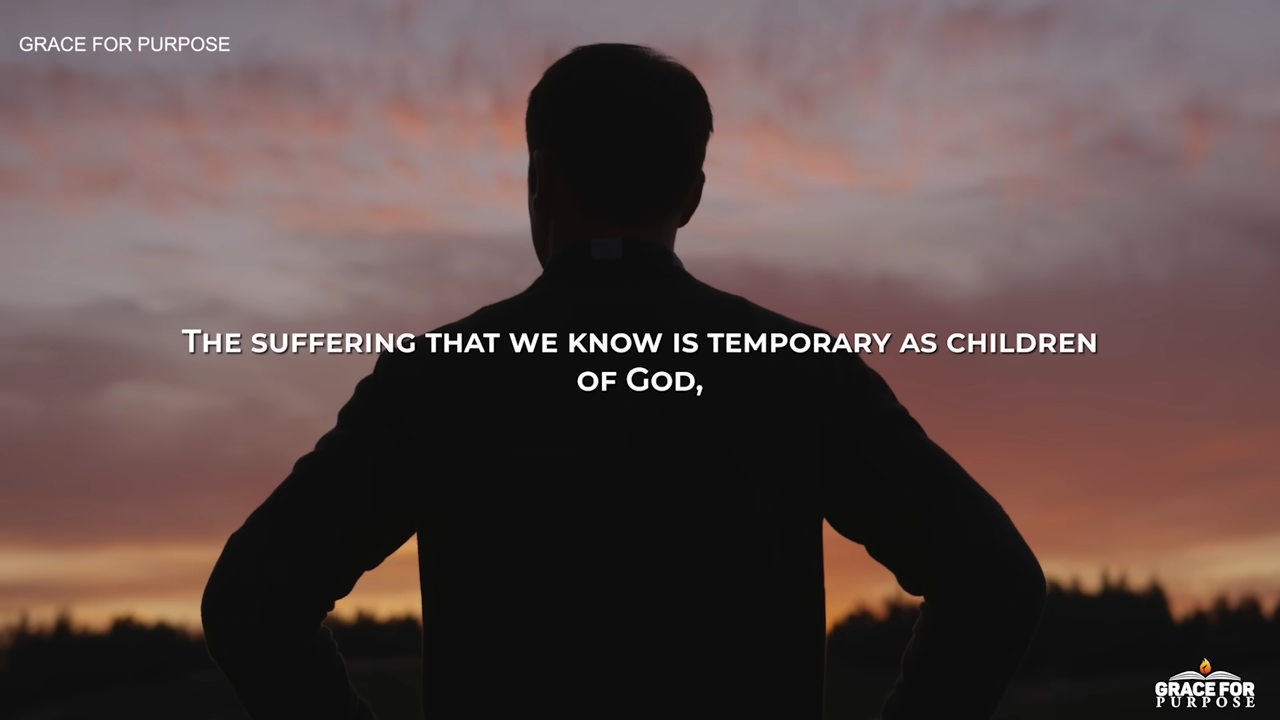 GRACE FOR PURPOSE
The suffering that we know is temporary as children
of God,
GRACE FOR
PURPOSE